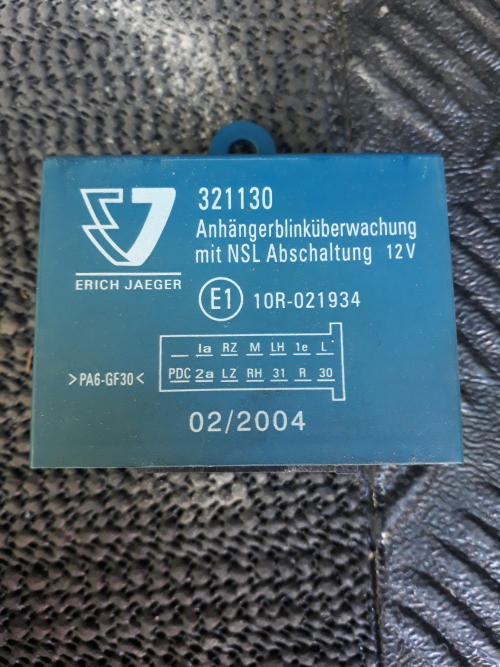 321130
Anhängerblinküberwachung
mit NSL Abschaltung 12V
ERICH JAEGER
E1 10R-021934
— 1a RZ M LH 1e L
PDC 2a LZ RH 31 R 30
>PA6-GF30<
02/2004